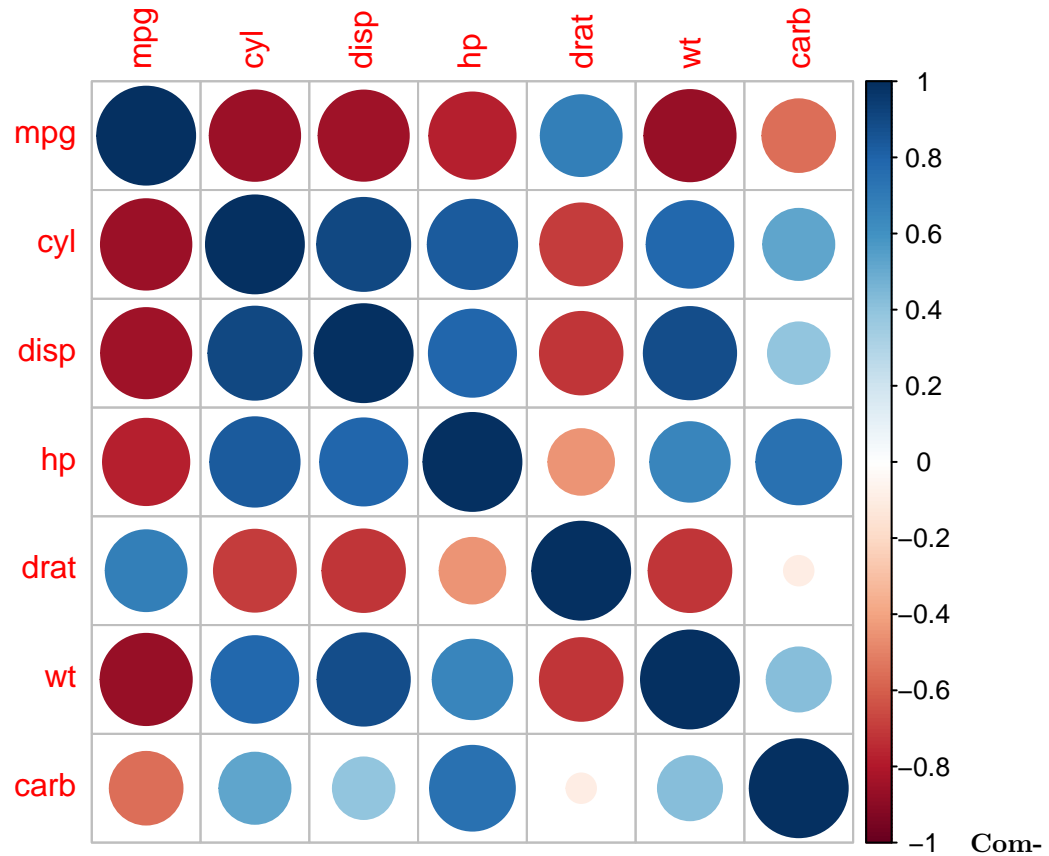 mpg cyl disp hp drat wt carb
mpg
cyl
disp
hp
drat
wt
carb
1
0.8
0.6
0.4
0.2
0
−0.2
−0.4
−0.6
−0.8
−1
Com-